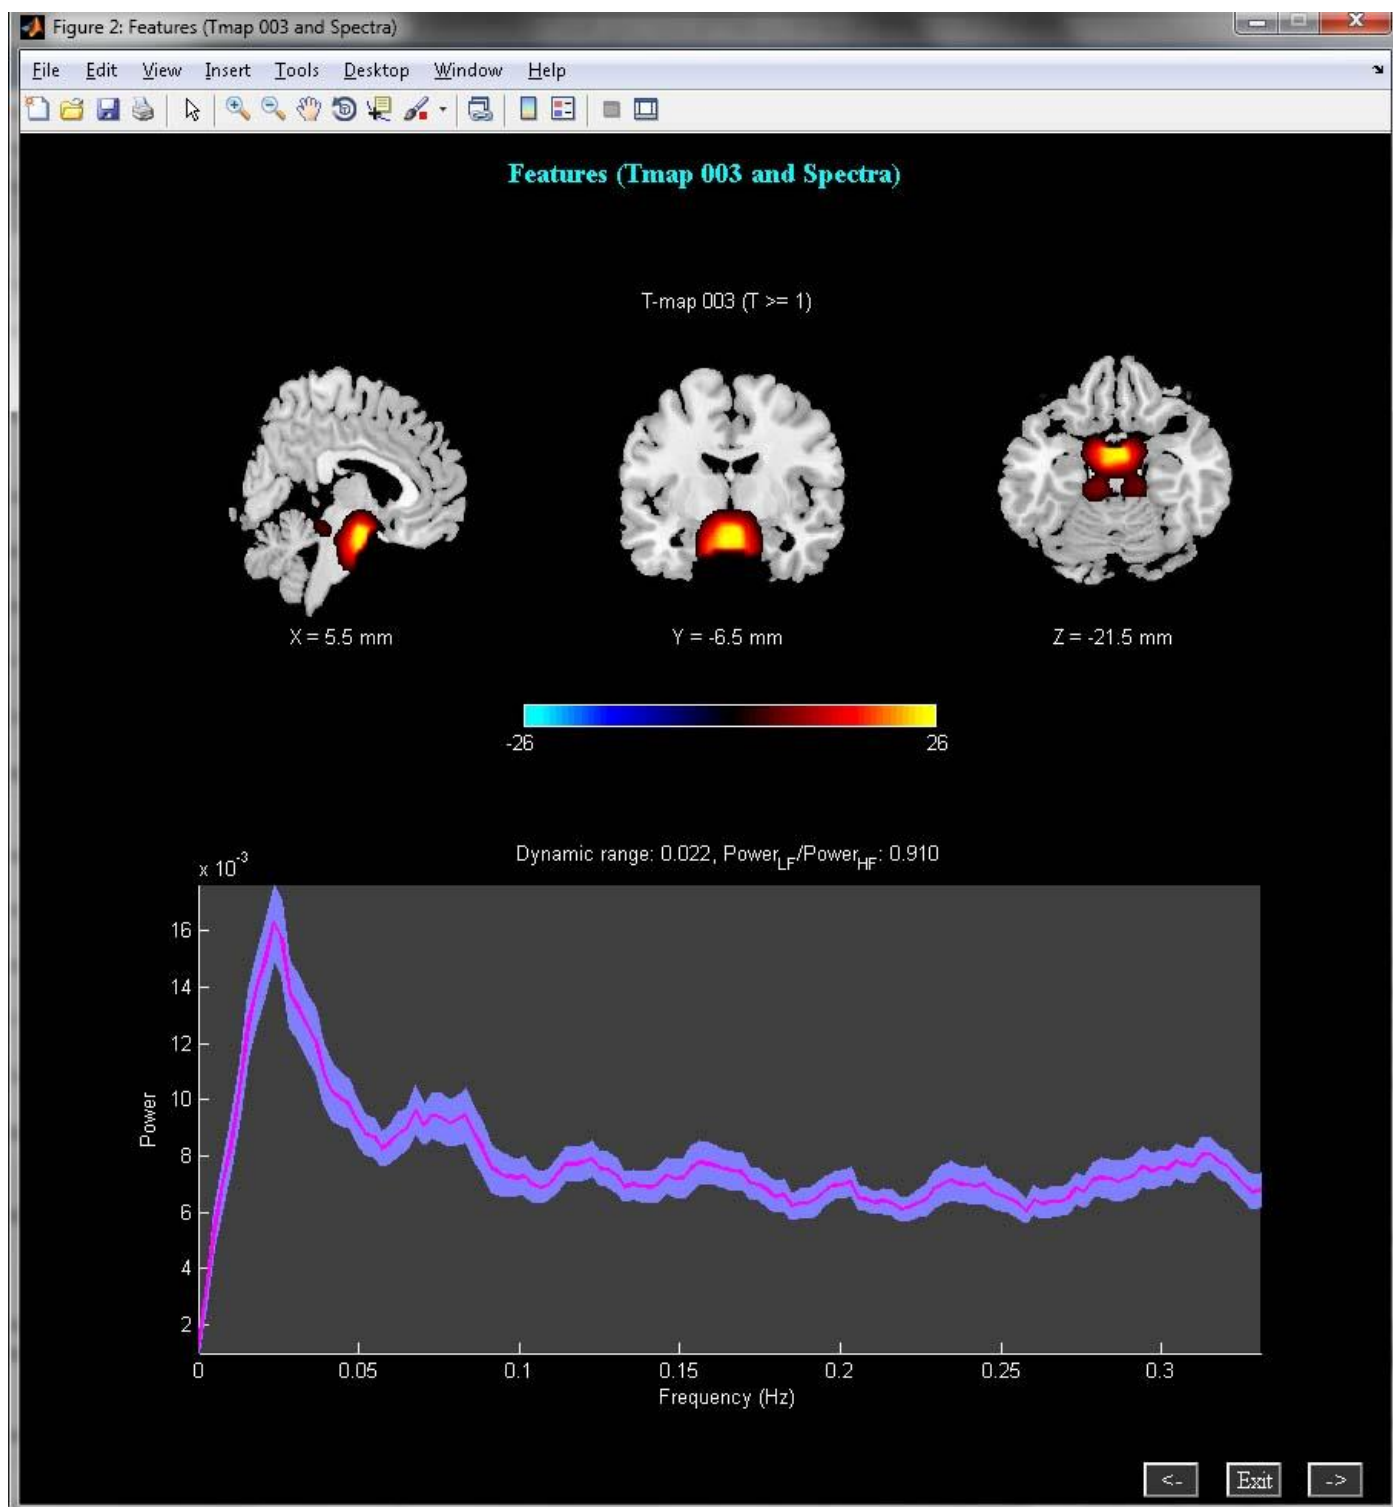 Figure 2: Features (Tmap 003 and Spectra)
File Edit View Insert Tools Desktop Window Help
Features (Tmap 003 and Spectra)
T-map 003 (T >= 1)
X = 5.5 mm
Y = -6.5 mm
Z = -21.5 mm
-26
26
Dynamic range: 0.022, Power_LF/Power_HF: 0.910
x 10^-3
16
14
12
10
8
6
4
2
Power
0 0.05 0.1 0.15 0.2 0.25 0.3
Frequency (Hz)
<- Exit ->